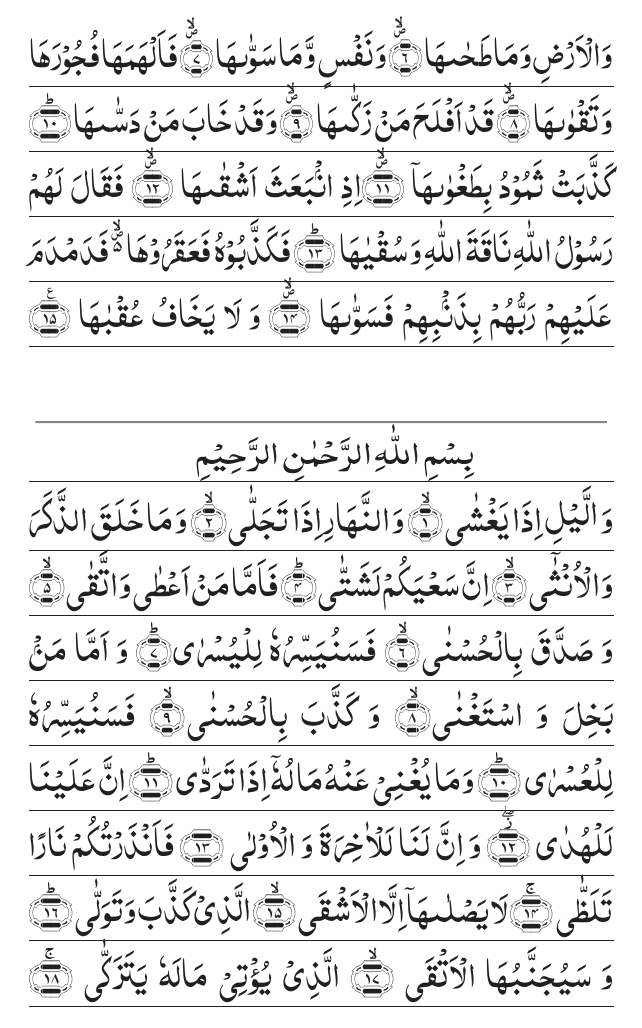 وَالْاَرْضِ وَمَا طَحٰىهَا ۙ۬﴿۶﴾ وَنَفْسٍ وَّمَا سَوّٰىهَا ۙ۬﴿۷﴾ فَاَلْهَمَهَا فُجُوْرَهَا
وَتَقْوٰىهَا ۙ۬﴿۸﴾ قَدْ اَفْلَحَ مَنْ زَكّٰىهَا ۙ۬﴿۹﴾ وَقَدْ خَابَ مَنْ دَسّٰىهَا ﴿ؕ۱۰﴾
كَذَّبَتْ ثَمُوْدُ بِطَغْوٰىهَاۤ ۙ۬﴿۱۱﴾ اِذِ انْۢبَعَثَ اَشْقٰىهَا ۙ۬﴿۱۲﴾ فَقَالَ لَهُمْ
رَسُوْلُ اللّٰهِ نَاقَةَ اللّٰهِ وَسُقْيٰهَا ﴿ؕ۱۳﴾ فَكَذَّبُوْهُ فَعَقَرُوْهَا ۙ۬ فَدَمْدَمَ
عَلَيْهِمْ رَبُّهُمْ بِذَنْۢبِهِمْ فَسَوّٰىهَا ۙ۬﴿۱۴﴾ وَ لَا يَخَافُ عُقْبٰهَا ﴿۱۵﴾ ع
بِسْمِ اللّٰهِ الرَّحْمٰنِ الرَّحِيْمِ
وَالَّيْلِ اِذَا يَغْشٰى ﴿ۙ۱﴾ وَالنَّهَارِ اِذَا تَجَلّٰى ﴿ۙ۲﴾ وَمَا خَلَقَ الذَّكَرَ
وَالْاُنْثٰۤى ﴿ۙ۳﴾ اِنَّ سَعْيَكُمْ لَشَتّٰى ﴿ؕ۴﴾ فَاَمَّا مَنْ اَعْطٰى وَاتَّقٰى ﴿ۙ۵﴾
وَ صَدَّقَ بِالْحُسْنٰى ﴿ۙ۶﴾ فَسَنُيَسِّرُهٗ لِلْيُسْرٰى ﴿ؕ۷﴾ وَ اَمَّا مَنْۢ
بَخِلَ وَ اسْتَغْنٰى ﴿ۙ۸﴾ وَ كَذَّبَ بِالْحُسْنٰى ﴿ۙ۹﴾ فَسَنُيَسِّرُهٗ
لِلْعُسْرٰى ﴿ؕ۱۰﴾ وَمَا يُغْنِيْ عَنْهُ مَالُهٗۤ اِذَا تَرَدّٰى ﴿ؕ۱۱﴾ اِنَّ عَلَيْنَا
لَلْهُدٰى ﴿ۖ۫۱۲﴾ وَ اِنَّ لَنَا لَلْاٰخِرَةَ وَ الْاُوْلٰى ﴿۱۳﴾ فَاَنْذَرْتُكُمْ نَارًا
تَلَظّٰى ﴿ۚ۱۴﴾ لَا يَصْلٰىهَاۤ اِلَّا الْاَشْقَى ﴿ۙ۱۵﴾ الَّذِيْ كَذَّبَ وَتَوَلّٰى ﴿ؕ۱۶﴾
وَ سَيُجَنَّبُهَا الْاَتْقَى ﴿ۙ۱۷﴾ الَّذِيْ يُؤْتِيْ مَالَهٗ يَتَزَكّٰى ﴿ۚ۱۸﴾